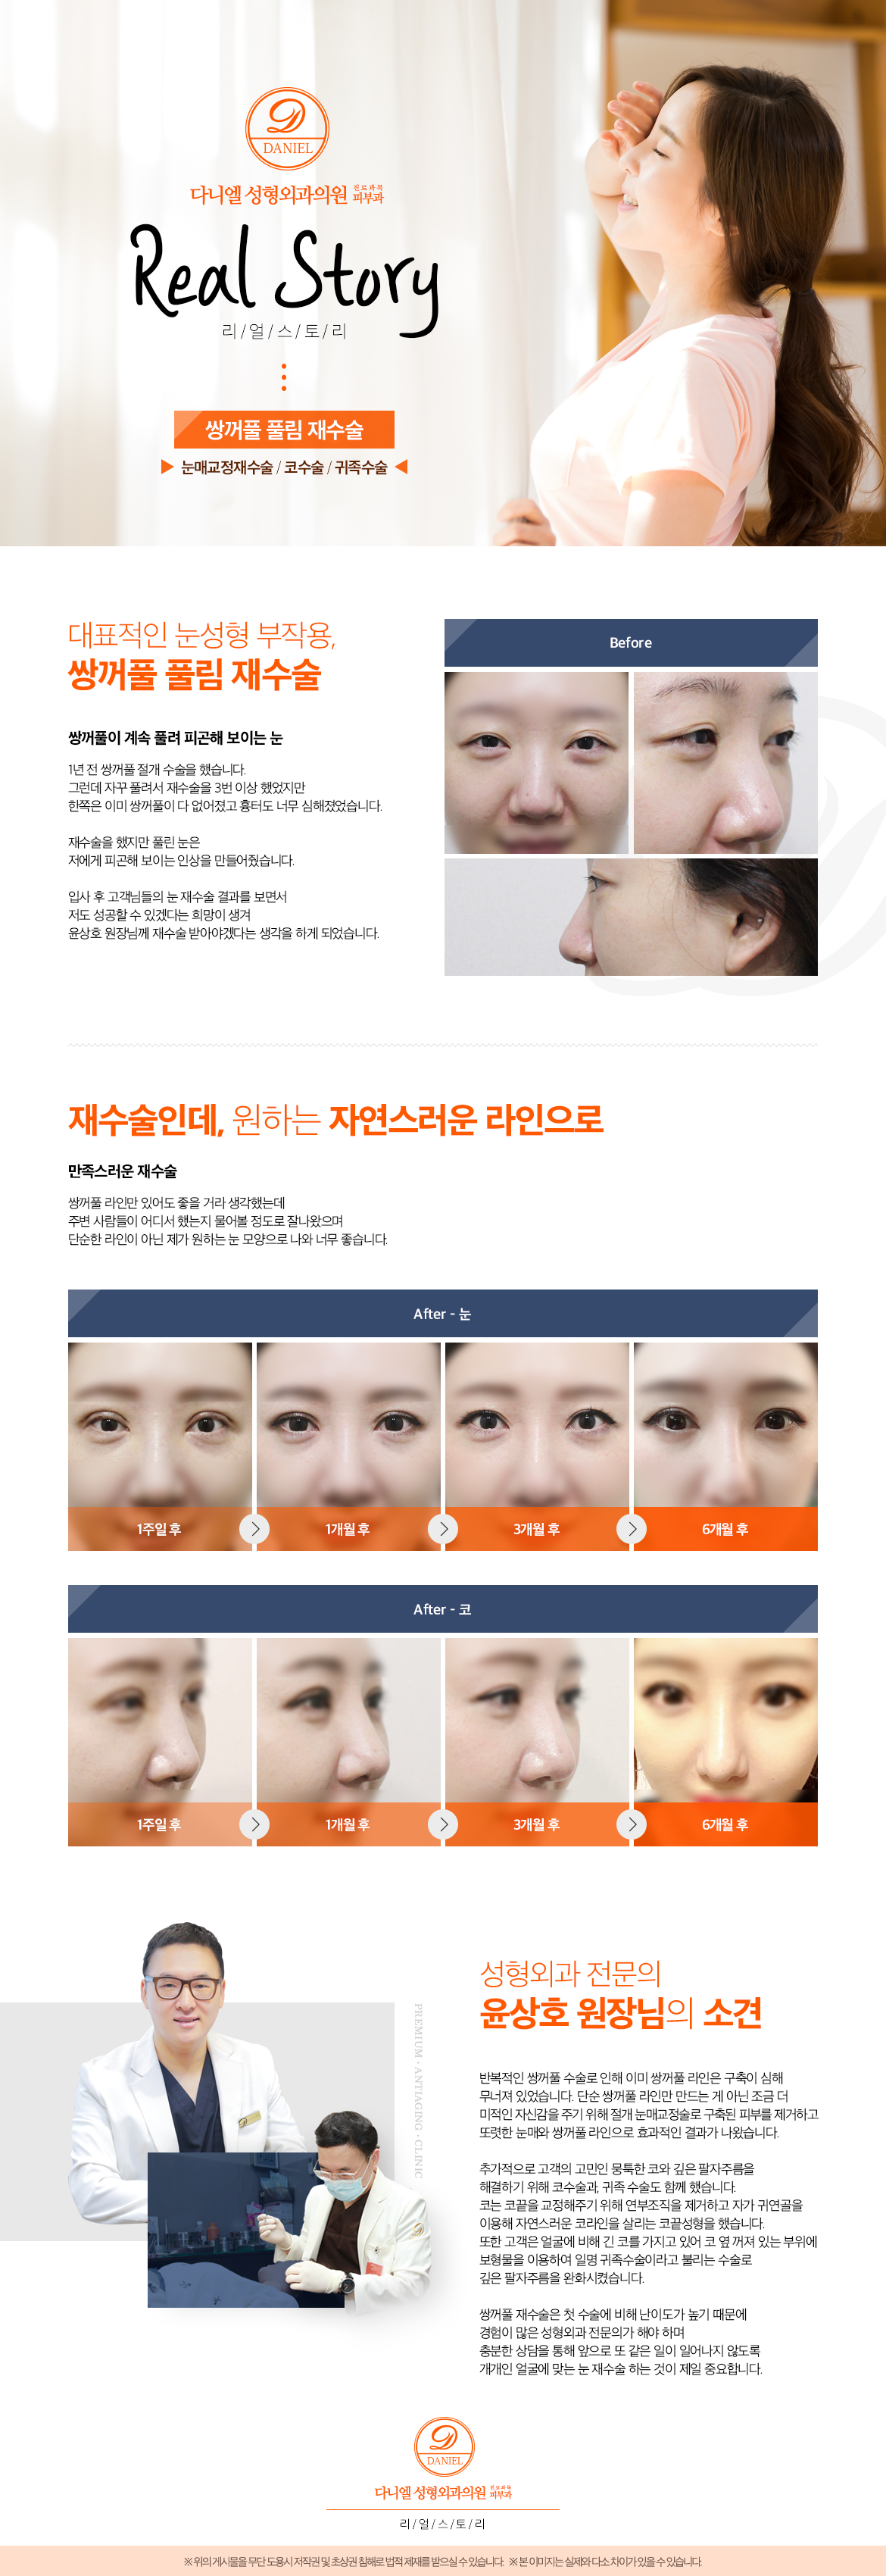 DANIEL
다니엘 성형외과의원 진료과목 피부과
Real Story
리/얼/스/토/리
쌍꺼풀 풀림 재수술
눈매교정재수술 / 코수술 / 귀족수술
대표적인 눈성형 부작용,
쌍꺼풀 풀림 재수술
쌍꺼풀이 계속 풀려 피곤해 보이는 눈
1년 전 쌍꺼풀 절개 수술을 했습니다.
그런데 자꾸 풀려서 재수술을 3번 이상 했었지만
한쪽은 이미 쌍꺼풀이 다 없어졌고 흉터도 너무 심해졌었습니다.
재수술을 했지만 풀린 눈은
저에게 피곤해 보이는 인상을 만들어줬습니다.
입사 후 고객님들의 눈 재수술 결과를 보면서
저도 성공할 수 있겠다는 희망이 생겨
윤상호 원장님께 재수술 받아야겠다는 생각을 하게 되었습니다.
Before
재수술인데, 원하는 자연스러운 라인으로
만족스러운 재수술
쌍꺼풀 라인만 있어도 좋을 거라 생각했는데
주변 사람들이 어디서 했는지 물어볼 정도로 잘나왔으며
단순한 라인이 아닌 제가 원하는 눈 모양으로 나와 너무 좋습니다.
After - 눈
1주일 후
1개월 후
3개월 후
6개월 후
After - 코
1주일 후
1개월 후
3개월 후
6개월 후
PREMIUM · ANTIAGING · CLINIC
성형외과 전문의
윤상호 원장님의 소견
반복적인 쌍꺼풀 수술로 인해 이미 쌍꺼풀 라인은 구축이 심해
무너져 있었습니다. 단순 쌍꺼풀 라인만 만드는 게 아닌 조금 더
미적인 자신감을 주기 위해 절개 눈매교정술로 구축된 피부를 제거하고
또렷한 눈매와 쌍꺼풀 라인으로 효과적인 결과가 나왔습니다.
추가적으로 고객의 고민인 뭉툭한 코와 깊은 팔자주름을
해결하기 위해 코수술과, 귀족 수술도 함께 했습니다.
코는 코끝을 교정해주기 위해 연부조직을 제거하고 자가 귀연골을
이용해 자연스러운 코라인을 살리는 코끝성형을 했습니다.
또한 고객은 얼굴에 비해 긴 코를 가지고 있어 코 옆 꺼져 있는 부위에
보형물을 이용하여 일명 귀족수술이라고 불리는 수술로
깊은 팔자주름을 완화시켰습니다.
쌍꺼풀 재수술은 첫 수술에 비해 난이도가 높기 때문에
경험이 많은 성형외과 전문의가 해야 하며
충분한 상담을 통해 앞으로 또 같은 일이 일어나지 않도록
개개인 얼굴에 맞는 눈 재수술 하는 것이 제일 중요합니다.
DANIEL
다니엘 성형외과의원 진료과목 피부과
리/얼/스/토/리
※ 위의 게시물을 무단 도용시 저작권 및 초상권 침해로 법적 제재를 받으실 수 있습니다. ※ 본 이미지는 실제와 다소 차이가 있을 수 있습니다.